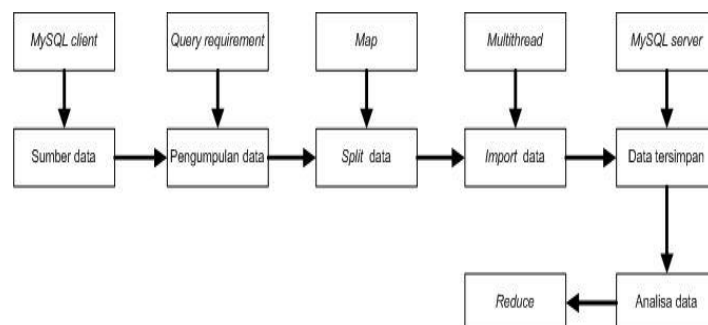 MySQL client
Query requirement
Map
Multithread
MySQL server
Sumber data
Pengumpulan data
Split data
Import data
Data tersimpan
Reduce
Analisa data